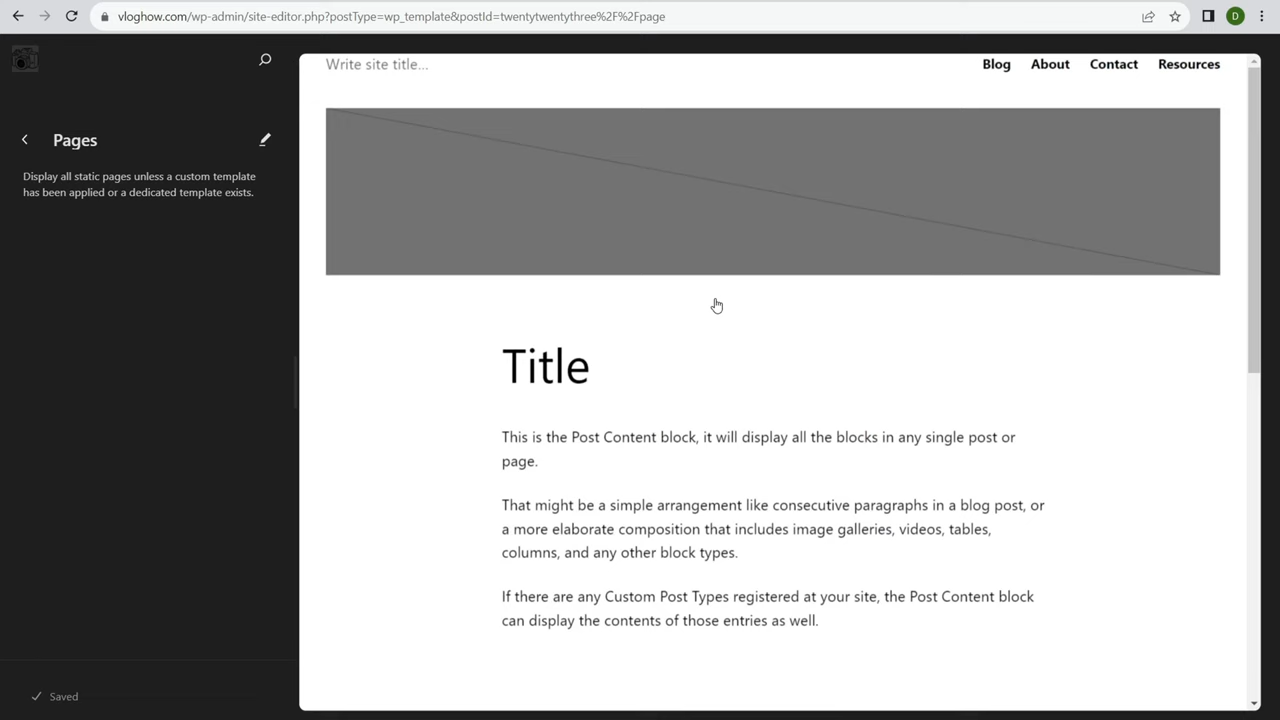 vloghow.com/wp-admin/site-editor.php?postType=wp_template&postId=twentytwentythree%2F%2Fpage
D
Write site title...
Blog About Contact Resources
Pages
Display all static pages unless a custom template
has been applied or a dedicated template exists.
Title
This is the Post Content block, it will display all the blocks in any single post or
page.
That might be a simple arrangement like consecutive paragraphs in a blog post, or
a more elaborate composition that includes image galleries, videos, tables,
columns, and any other block types.
If there are any Custom Post Types registered at your site, the Post Content block
can display the contents of those entries as well.
Saved